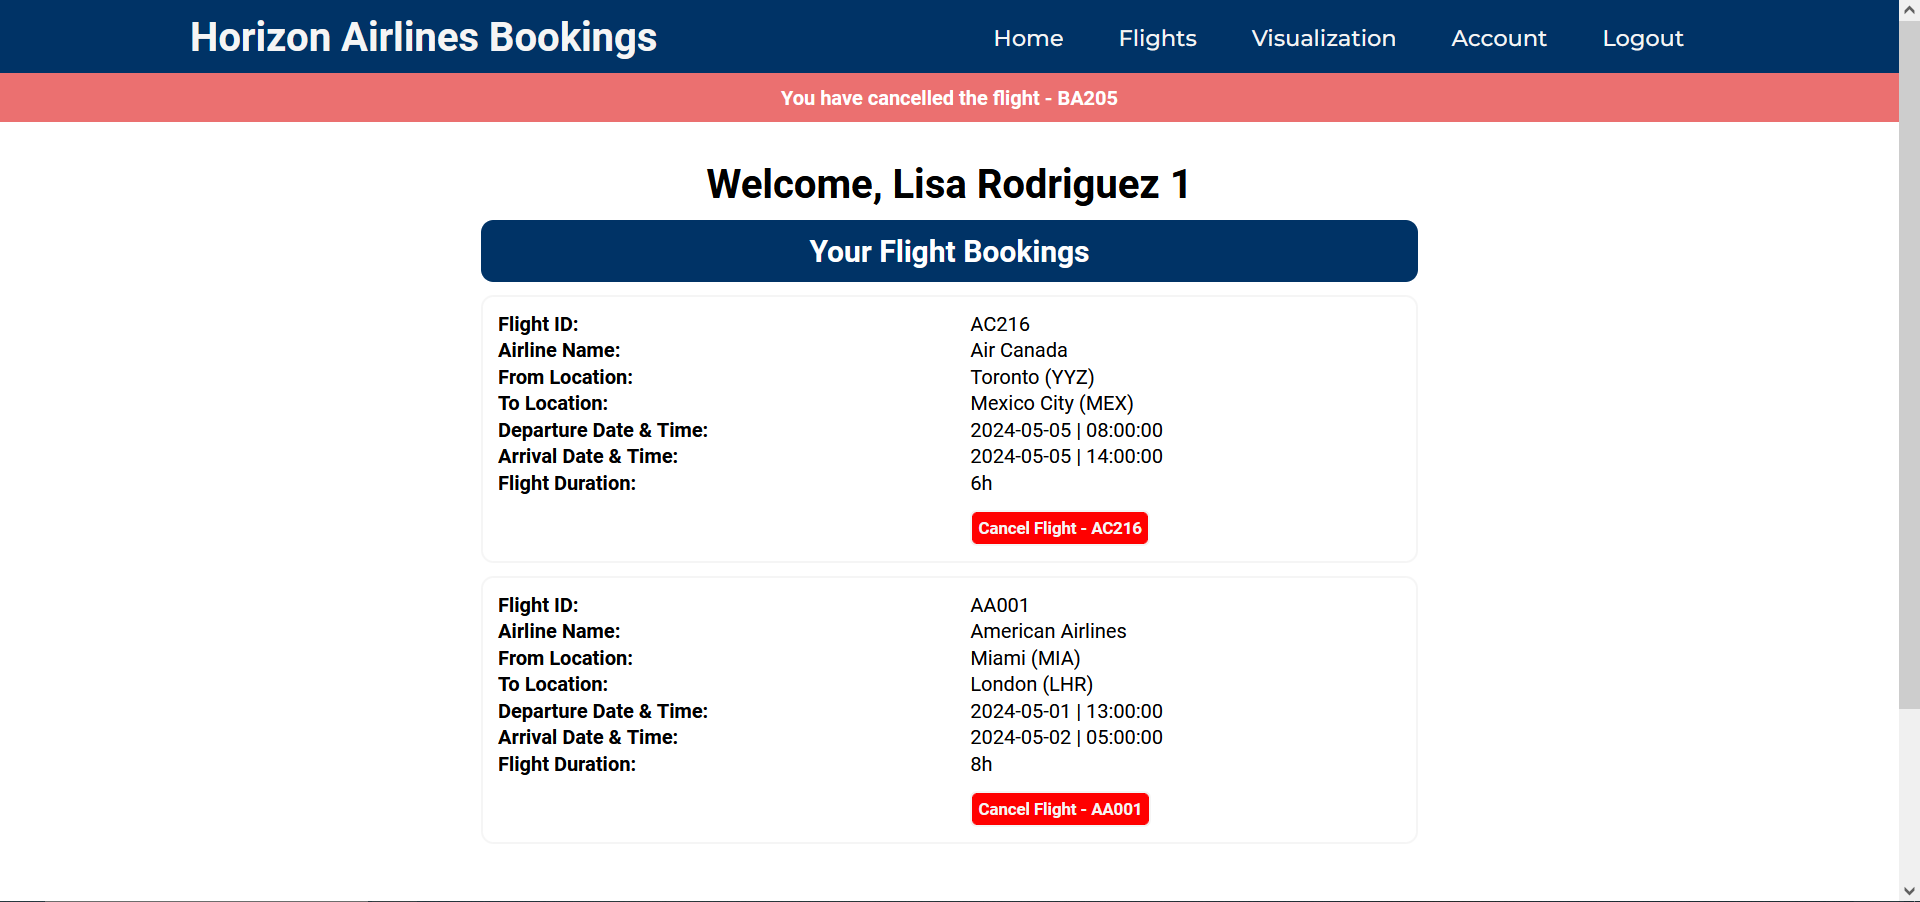 Horizon Airlines Bookings Home Flights Visualization Account Logout
You have cancelled the flight - BA205
Welcome, Lisa Rodriguez 1
Your Flight Bookings
Flight ID: AC216
Airline Name: Air Canada
From Location: Toronto (YYZ)
To Location: Mexico City (MEX)
Departure Date & Time: 2024-05-05 | 08:00:00
Arrival Date & Time: 2024-05-05 | 14:00:00
Flight Duration: 6h
Cancel Flight - AC216
Flight ID: AA001
Airline Name: American Airlines
From Location: Miami (MIA)
To Location: London (LHR)
Departure Date & Time: 2024-05-01 | 13:00:00
Arrival Date & Time: 2024-05-02 | 05:00:00
Flight Duration: 8h
Cancel Flight - AA001